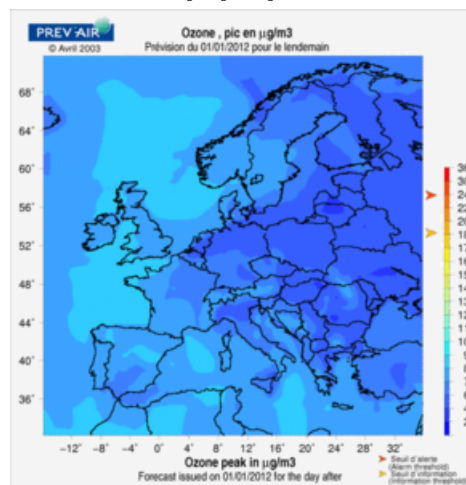 PREV'AIR
© Avril 2003
Ozone , pic en µg/m3
Prévision du 01/01/2012 pour le lendemain
68°
64°
60°
56°
52°
48°
44°
40°
36°
−12° −8° −4° 0° 4° 8° 12° 16° 20° 24° 28° 32°
Ozone peak in µg/m3
Forecast issued on 01/01/2012 for the day after
Seuil d'alerte
(Alarm threshold)
Seuil d'information
(Information threshold)